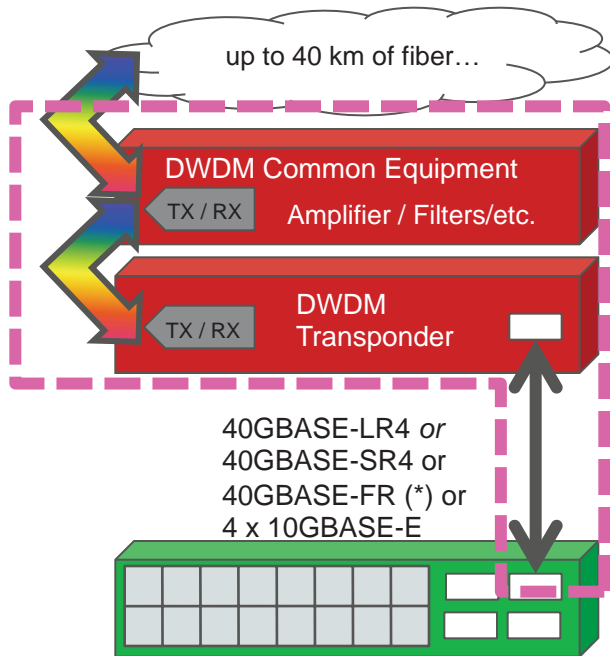 up to 40 km of fiber…
DWDM Common Equipment
TX / RX
Amplifier / Filters/etc.
DWDM
Transponder
TX / RX
40GBASE-LR4 or
40GBASE-SR4 or
40GBASE-FR (*) or
4 x 10GBASE-E